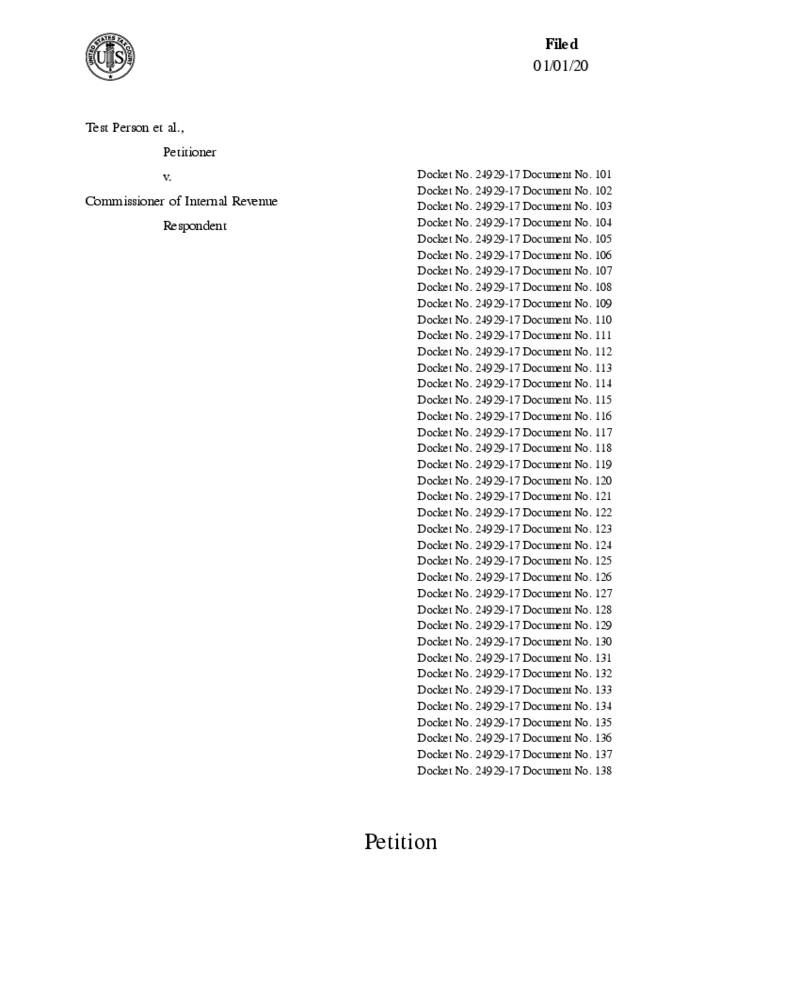 UNITED STATES TAX COURT
US
Filed
01/01/20
Test Person et al.,
Petitioner
v.
Commissioner of Internal Revenue
Respondent
Docket No. 24929-17 Document No. 101
Docket No. 24929-17 Document No. 102
Docket No. 24929-17 Document No. 103
Docket No. 24929-17 Document No. 104
Docket No. 24929-17 Document No. 105
Docket No. 24929-17 Document No. 106
Docket No. 24929-17 Document No. 107
Docket No. 24929-17 Document No. 108
Docket No. 24929-17 Document No. 109
Docket No. 24929-17 Document No. 110
Docket No. 24929-17 Document No. 111
Docket No. 24929-17 Document No. 112
Docket No. 24929-17 Document No. 113
Docket No. 24929-17 Document No. 114
Docket No. 24929-17 Document No. 115
Docket No. 24929-17 Document No. 116
Docket No. 24929-17 Document No. 117
Docket No. 24929-17 Document No. 118
Docket No. 24929-17 Document No. 119
Docket No. 24929-17 Document No. 120
Docket No. 24929-17 Document No. 121
Docket No. 24929-17 Document No. 122
Docket No. 24929-17 Document No. 123
Docket No. 24929-17 Document No. 124
Docket No. 24929-17 Document No. 125
Docket No. 24929-17 Document No. 126
Docket No. 24929-17 Document No. 127
Docket No. 24929-17 Document No. 128
Docket No. 24929-17 Document No. 129
Docket No. 24929-17 Document No. 130
Docket No. 24929-17 Document No. 131
Docket No. 24929-17 Document No. 132
Docket No. 24929-17 Document No. 133
Docket No. 24929-17 Document No. 134
Docket No. 24929-17 Document No. 135
Docket No. 24929-17 Document No. 136
Docket No. 24929-17 Document No. 137
Docket No. 24929-17 Document No. 138
Petition